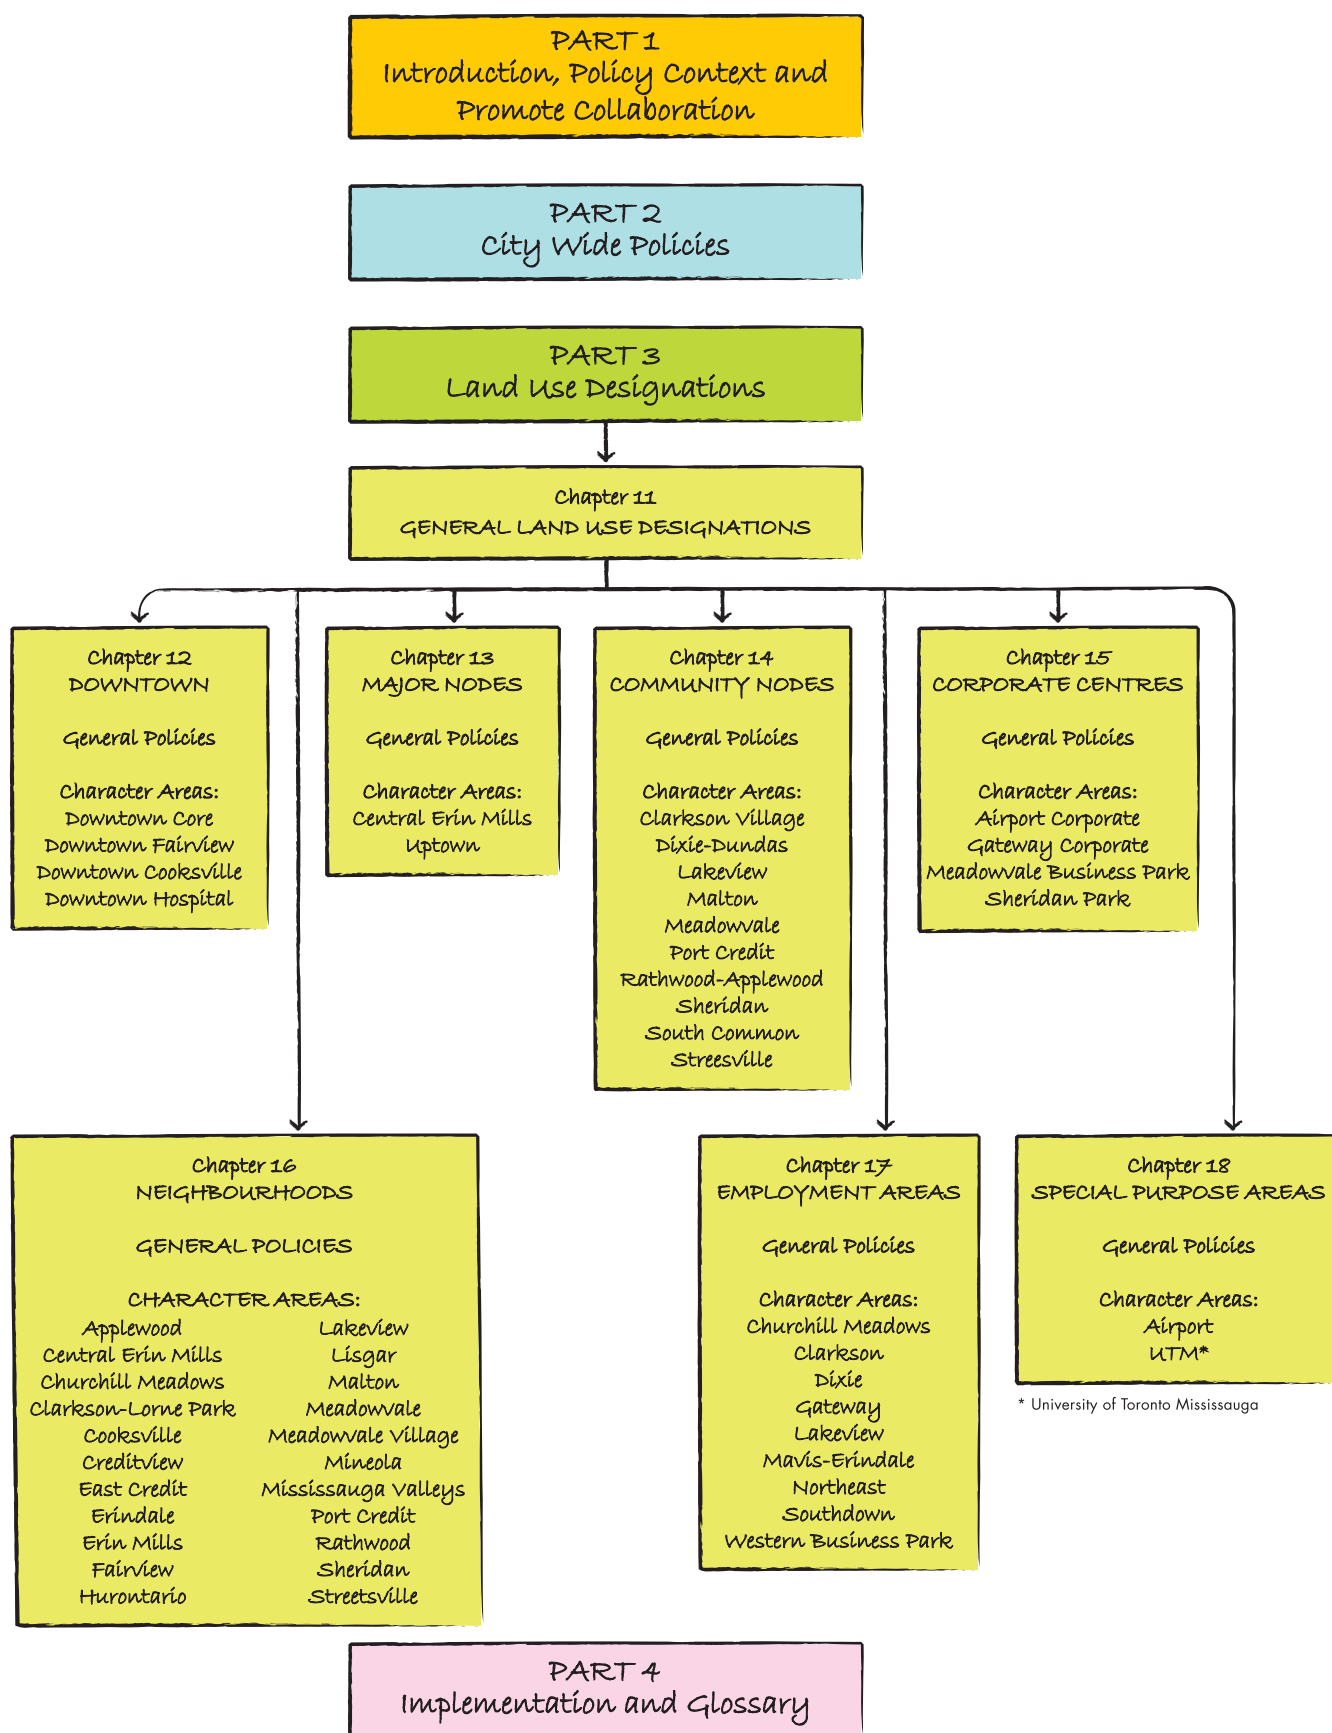 PART 1
Introduction, Policy Context and
Promote Collaboration
PART 2
City Wide Policies
PART 3
Land Use Designations
Chapter 11
GENERAL LAND USE DESIGNATIONS
Chapter 12
DOWNTOWN
General Policies
Character Areas:
Downtown Core
Downtown Fairview
Downtown Cooksville
Downtown Hospital
Chapter 13
MAJOR NODES
General Policies
Character Areas:
Central Erin Mills
Uptown
Chapter 14
COMMUNITY NODES
General Policies
Character Areas:
Clarkson Village
Dixie-Dundas
Lakeview
Malton
Meadowvale
Port Credit
Rathwood-Applewood
Sheridan
South Common
Streesville
Chapter 15
CORPORATE CENTRES
General Policies
Character Areas:
Airport Corporate
Gateway Corporate
Meadowvale Business Park
Sheridan Park
Chapter 16
NEIGHBOURHOODS
GENERAL POLICIES
CHARACTER AREAS:
Applewood
Central Erin Mills
Churchill Meadows
Clarkson-Lorne Park
Cooksville
Creditview
East Credit
Erindale
Erin Mills
Fairview
Hurontario
Lakeview
Lisgar
Malton
Meadowvale
Meadowvale Village
Mineola
Mississauga Valleys
Port Credit
Rathwood
Sheridan
Streetsville
Chapter 17
EMPLOYMENT AREAS
General Policies
Character Areas:
Churchill Meadows
Clarkson
Dixie
Gateway
Lakeview
Mavis-Erindale
Northeast
Southdown
Western Business Park
Chapter 18
SPECIAL PURPOSE AREAS
General Policies
Character Areas:
Airport
UTM*
* University of Toronto Mississauga
PART 4
Implementation and Glossary